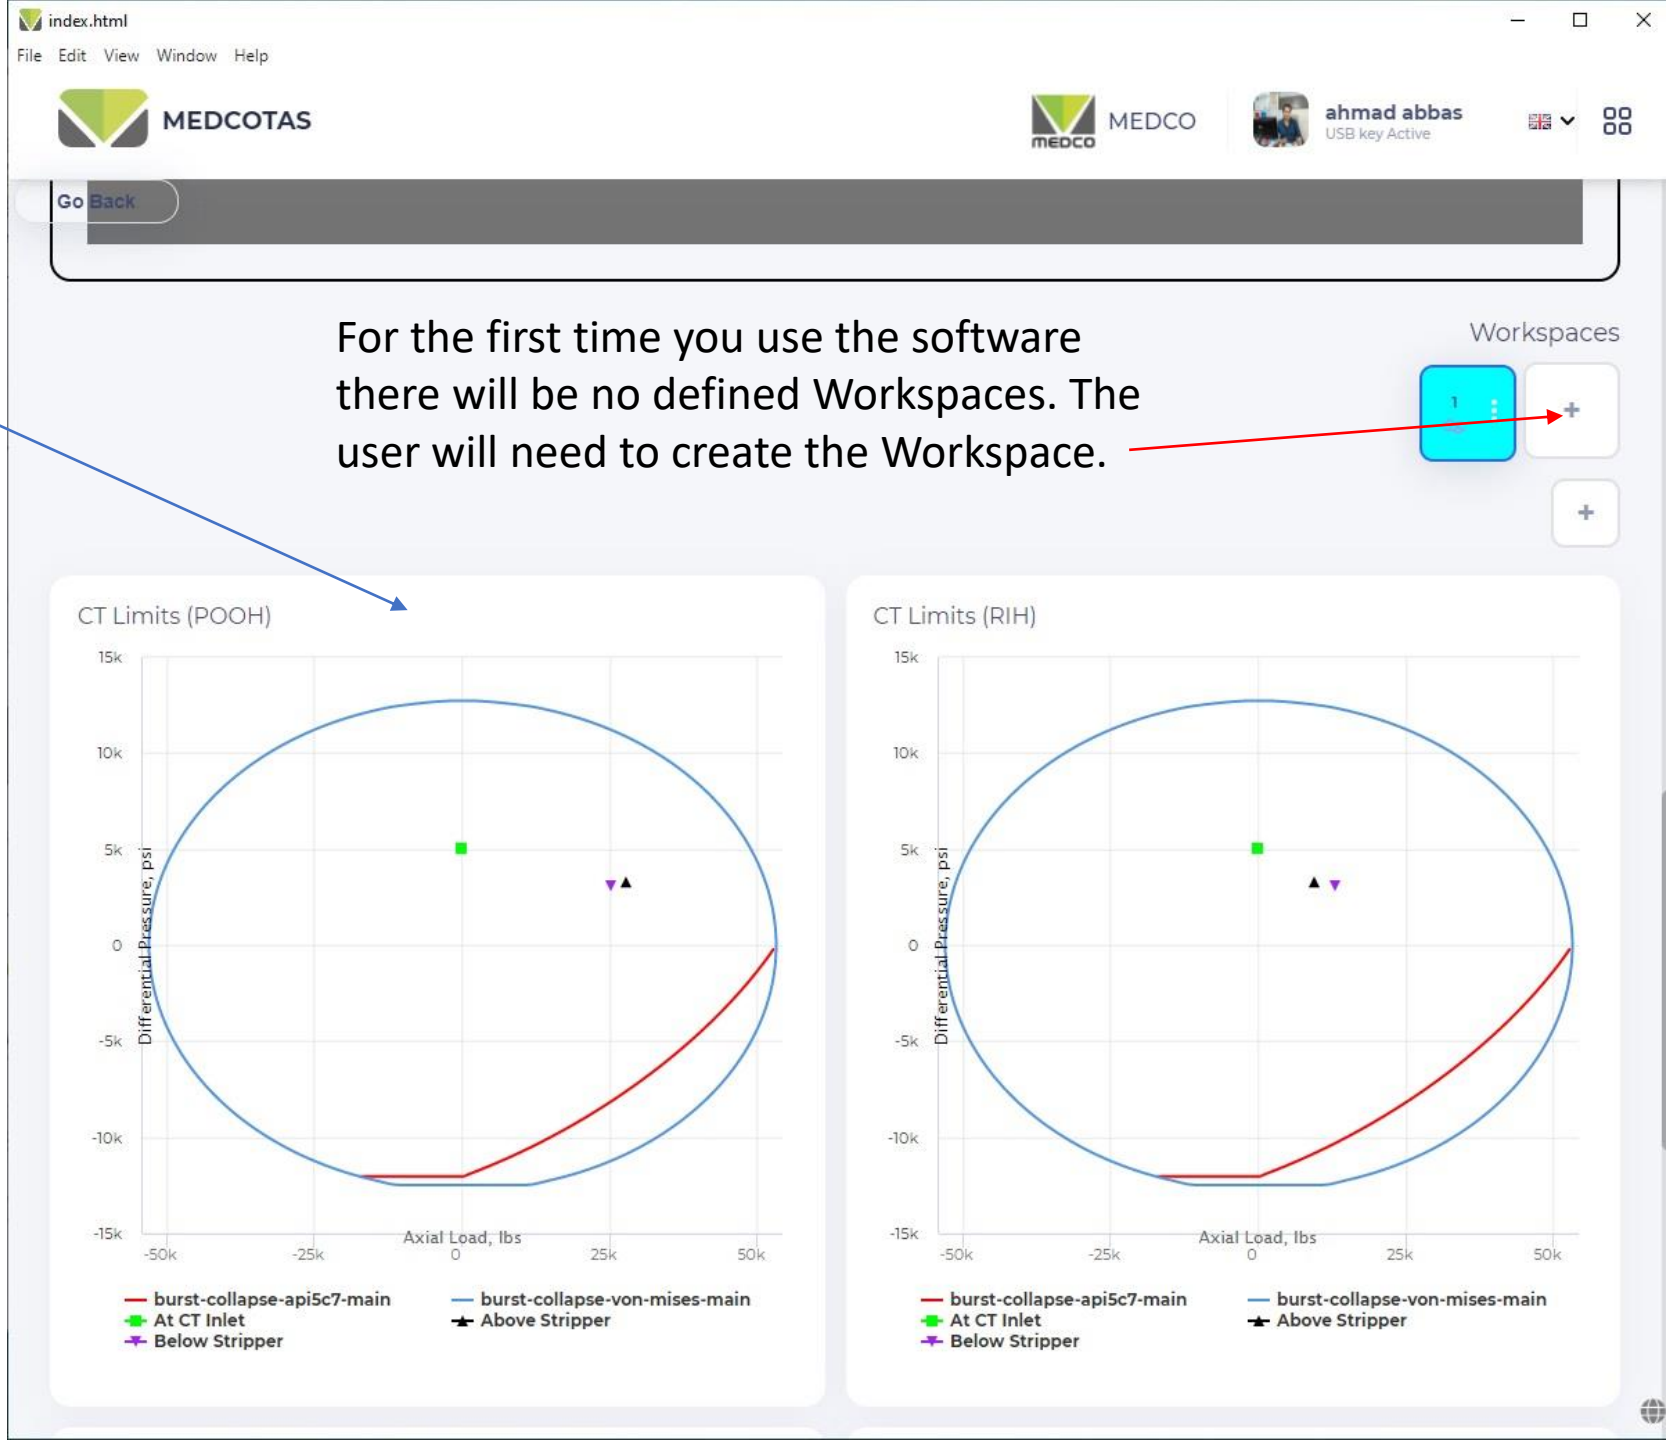 index.html
File Edit View Window Help
MEDCOTAS
MEDCO
MEDCO
ahmad abbas
USB key Active
Go Back
For the first time you use the software
there will be no defined Workspaces. The
user will need to create the Workspace.
Workspaces
1
+
+
CT Limits (POOH)
15k
10k
5k
0
-5k
-10k
-15k
Differential Pressure, psi
Axial Load, lbs
-50k -25k 0 25k 50k
burst-collapse-api5c7-main burst-collapse-von-mises-main
At CT Inlet Above Stripper
Below Stripper
CT Limits (RIH)
15k
10k
5k
0
-5k
-10k
-15k
Differential Pressure, psi
Axial Load, lbs
-50k -25k 0 25k 50k
burst-collapse-api5c7-main burst-collapse-von-mises-main
At CT Inlet Above Stripper
Below Stripper